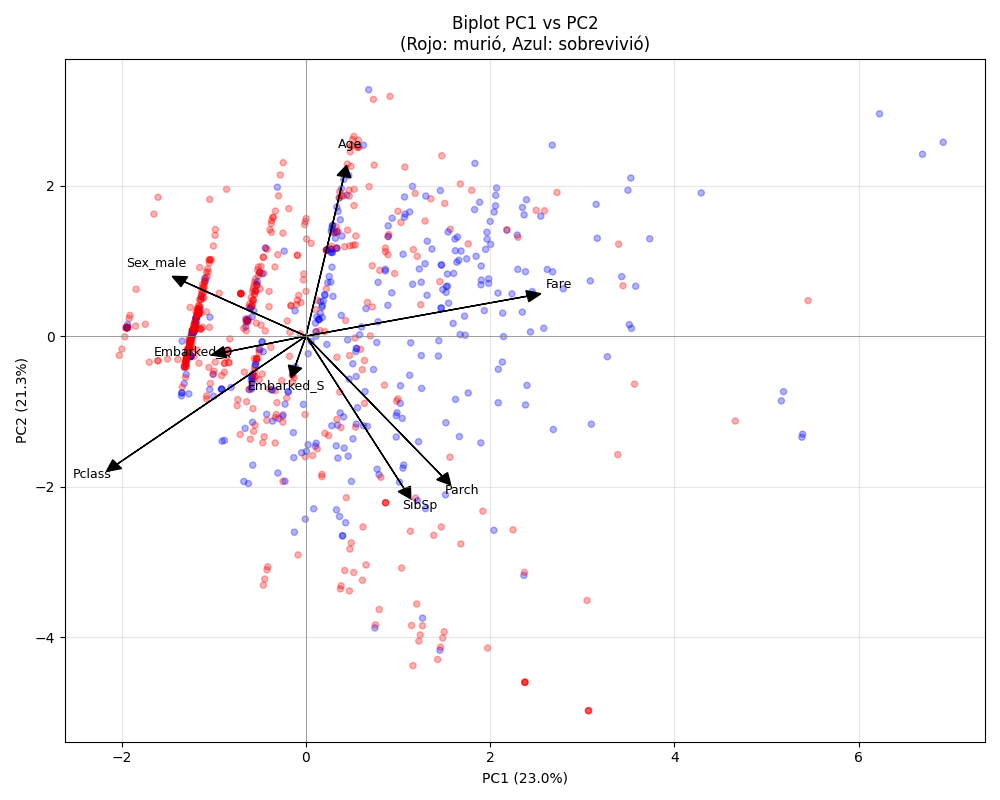 Biplot PC1 vs PC2
(Rojo: murió, Azul: sobrevivió)
Age
Sex_male
Fare
Embarked_Q
Embarked_S
Pclass
Parch
SibSp
2
0
−2
−4
PC2 (21.3%)
−2
0
2
4
6
PC1 (23.0%)